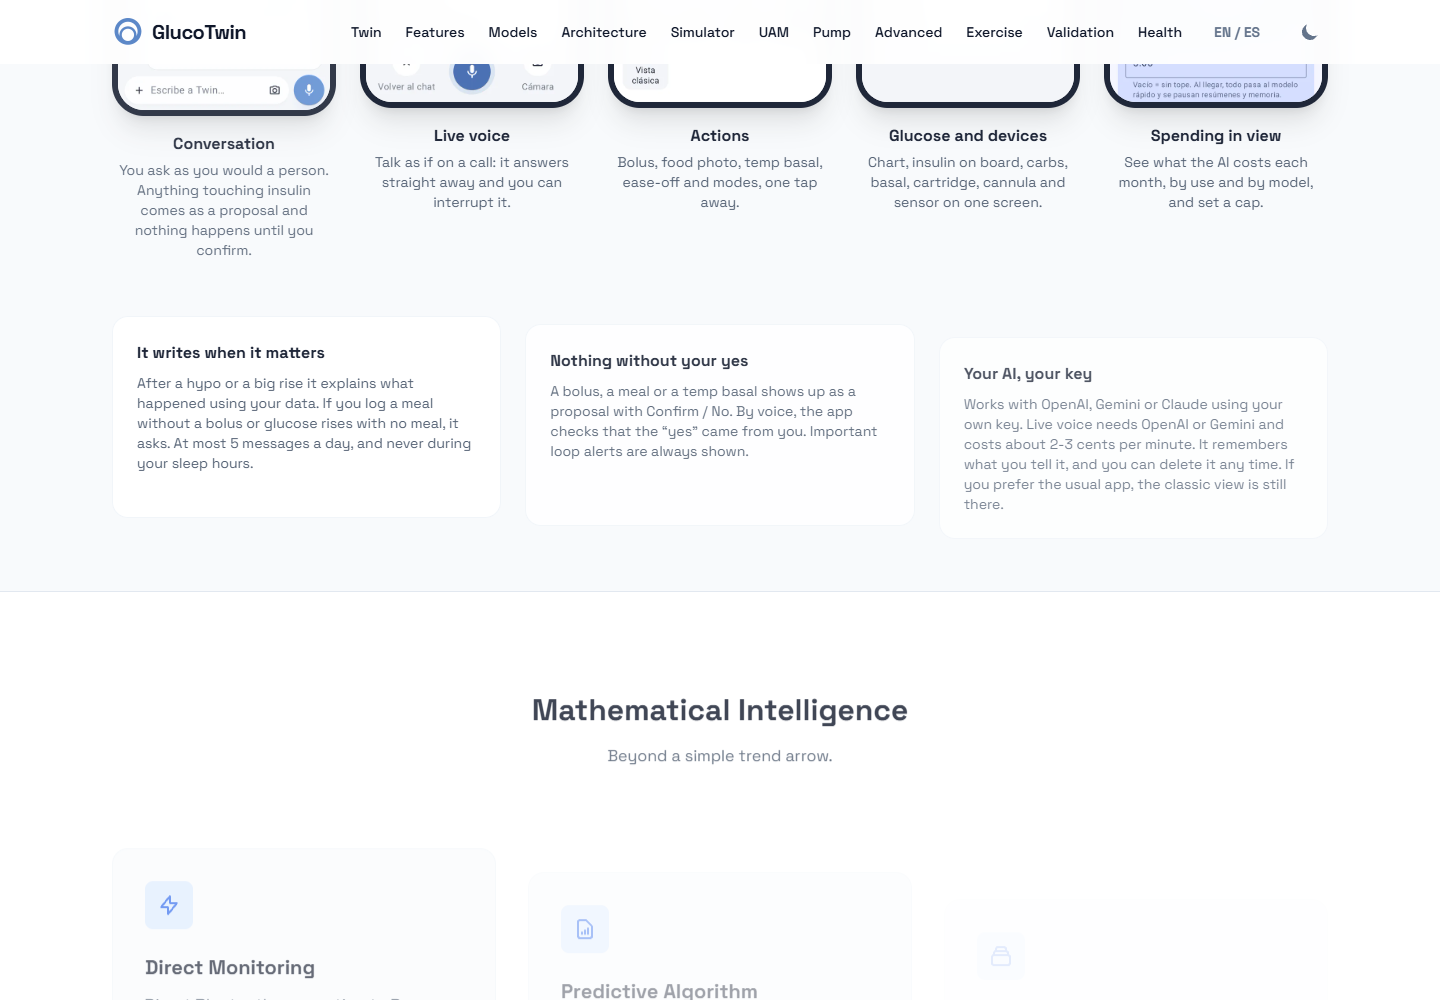 GlucoTwin
Twin Features Models Architecture Simulator UAM Pump Advanced Exercise Validation Health EN / ES
+ Escribe a Twin...
Volver al chat
Cámara
Vista
clásica
Vacío = sin tope. Al llegar, todo pasa al modelo
rápido y se pausan resúmenes y memoria.
Conversation
You ask as you would a person.
Anything touching insulin
comes as a proposal and
nothing happens until you
confirm.
Live voice
Talk as if on a call: it answers
straight away and you can
interrupt it.
Actions
Bolus, food photo, temp basal,
ease-off and modes, one tap
away.
Glucose and devices
Chart, insulin on board, carbs,
basal, cartridge, cannula and
sensor on one screen.
Spending in view
See what the AI costs each
month, by use and by model,
and set a cap.
It writes when it matters
After a hypo or a big rise it explains what
happened using your data. If you log a meal
without a bolus or glucose rises with no meal, it
asks. At most 5 messages a day, and never during
your sleep hours.
Nothing without your yes
A bolus, a meal or a temp basal shows up as a
proposal with Confirm / No. By voice, the app
checks that the “yes” came from you. Important
loop alerts are always shown.
Your AI, your key
Works with OpenAI, Gemini or Claude using your
own key. Live voice needs OpenAI or Gemini and
costs about 2-3 cents per minute. It remembers
what you tell it, and you can delete it any time. If
you prefer the usual app, the classic view is still
there.
Mathematical Intelligence
Beyond a simple trend arrow.
Direct Monitoring
Predictive Algorithm